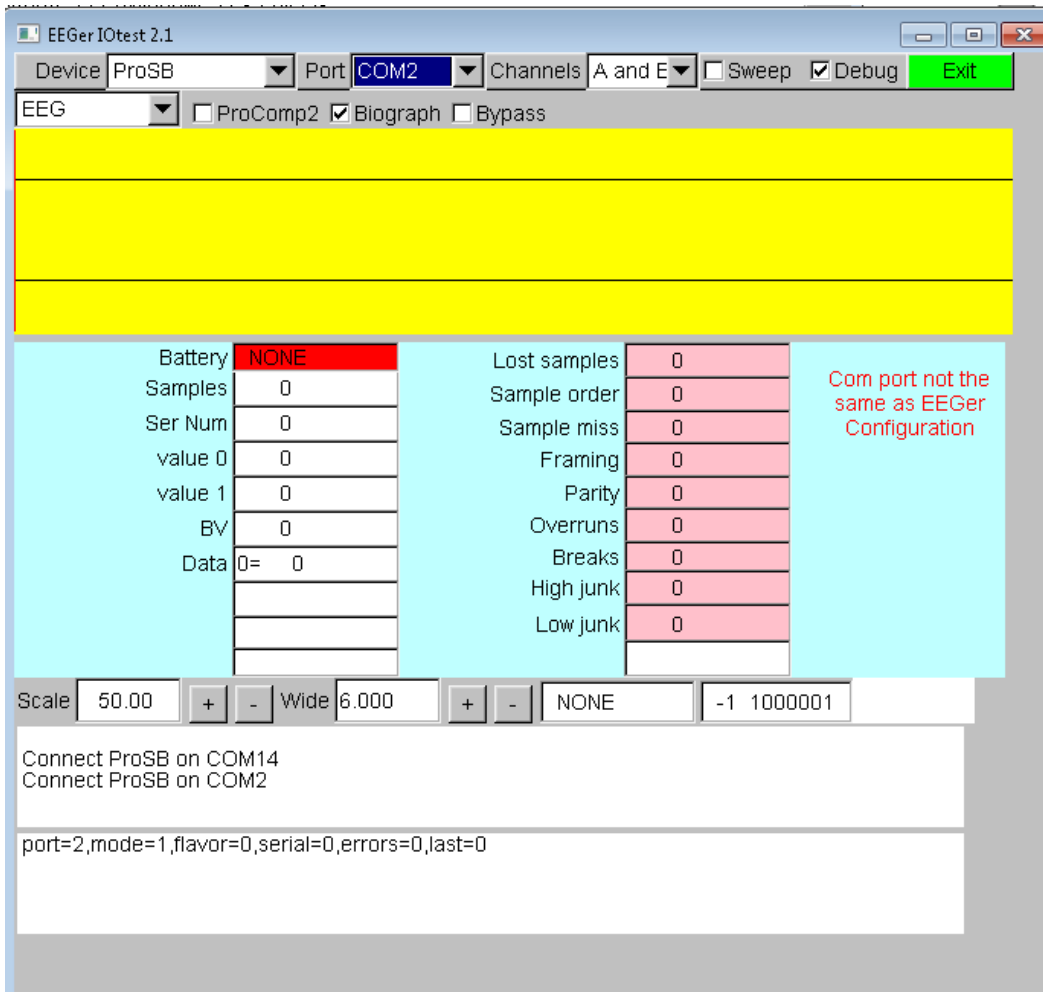 EEGer IOtest 2.1
Device ProSB Port COM2 Channels A and E Sweep Debug Exit
EEG ProComp2 Biograph Bypass
Battery NONE Lost samples 0
Samples 0 Sample order 0
Ser Num 0 Sample miss 0
value 0 0 Framing 0
value 1 0 Parity 0
BV 0 Overruns 0
Data 0= 0 Breaks 0
High junk 0
Low junk 0
Com port not the
same as EEGer
Configuration
Scale 50.00 + - Wide 6.000 + - NONE -1 1000001
Connect ProSB on COM14
Connect ProSB on COM2
port=2,mode=1,flavor=0,serial=0,errors=0,last=0